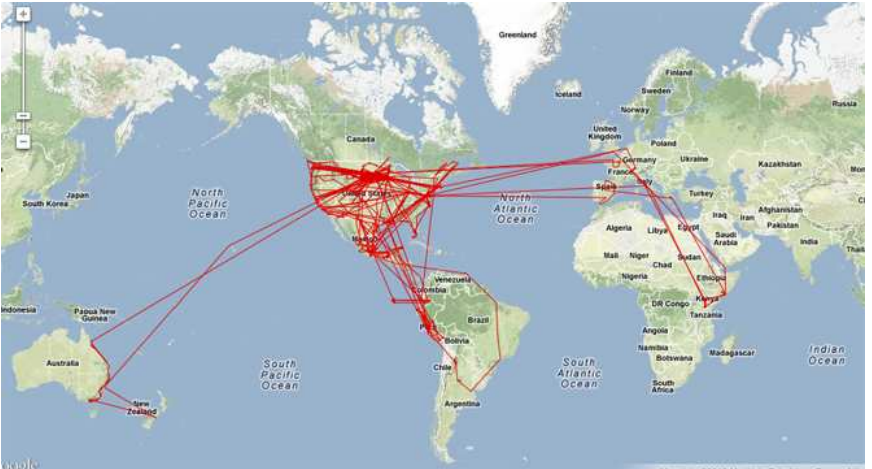 Greenland
Iceland
Finland
Sweden
Norway
Russia
United
Kingdom
Poland
Canada
Germany
Ukraine
France
Kazakhstan
Italy
Spain
United States
North
Pacific
Ocean
North
Atlantic
Ocean
Turkey
Japan
South Korea
Afghanistan
Iraq
Iran
Pakistan
Algeria
Libya
Egypt
Saudi
Arabia
India
Mexico
Mali
Niger
Chad
Sudan
Nigeria
Ethiopia
Venezuela
Colombia
Kenya
DR Congo
Tanzania
Indonesia
Papua New
Guinea
Brazil
Bolivia
Angola
Namibia
Botswana
Madagascar
Indian
Ocean
Australia
South
Pacific
Ocean
Chile
South
Atlantic
Ocean
South
Africa
New
Zealand
Argentina